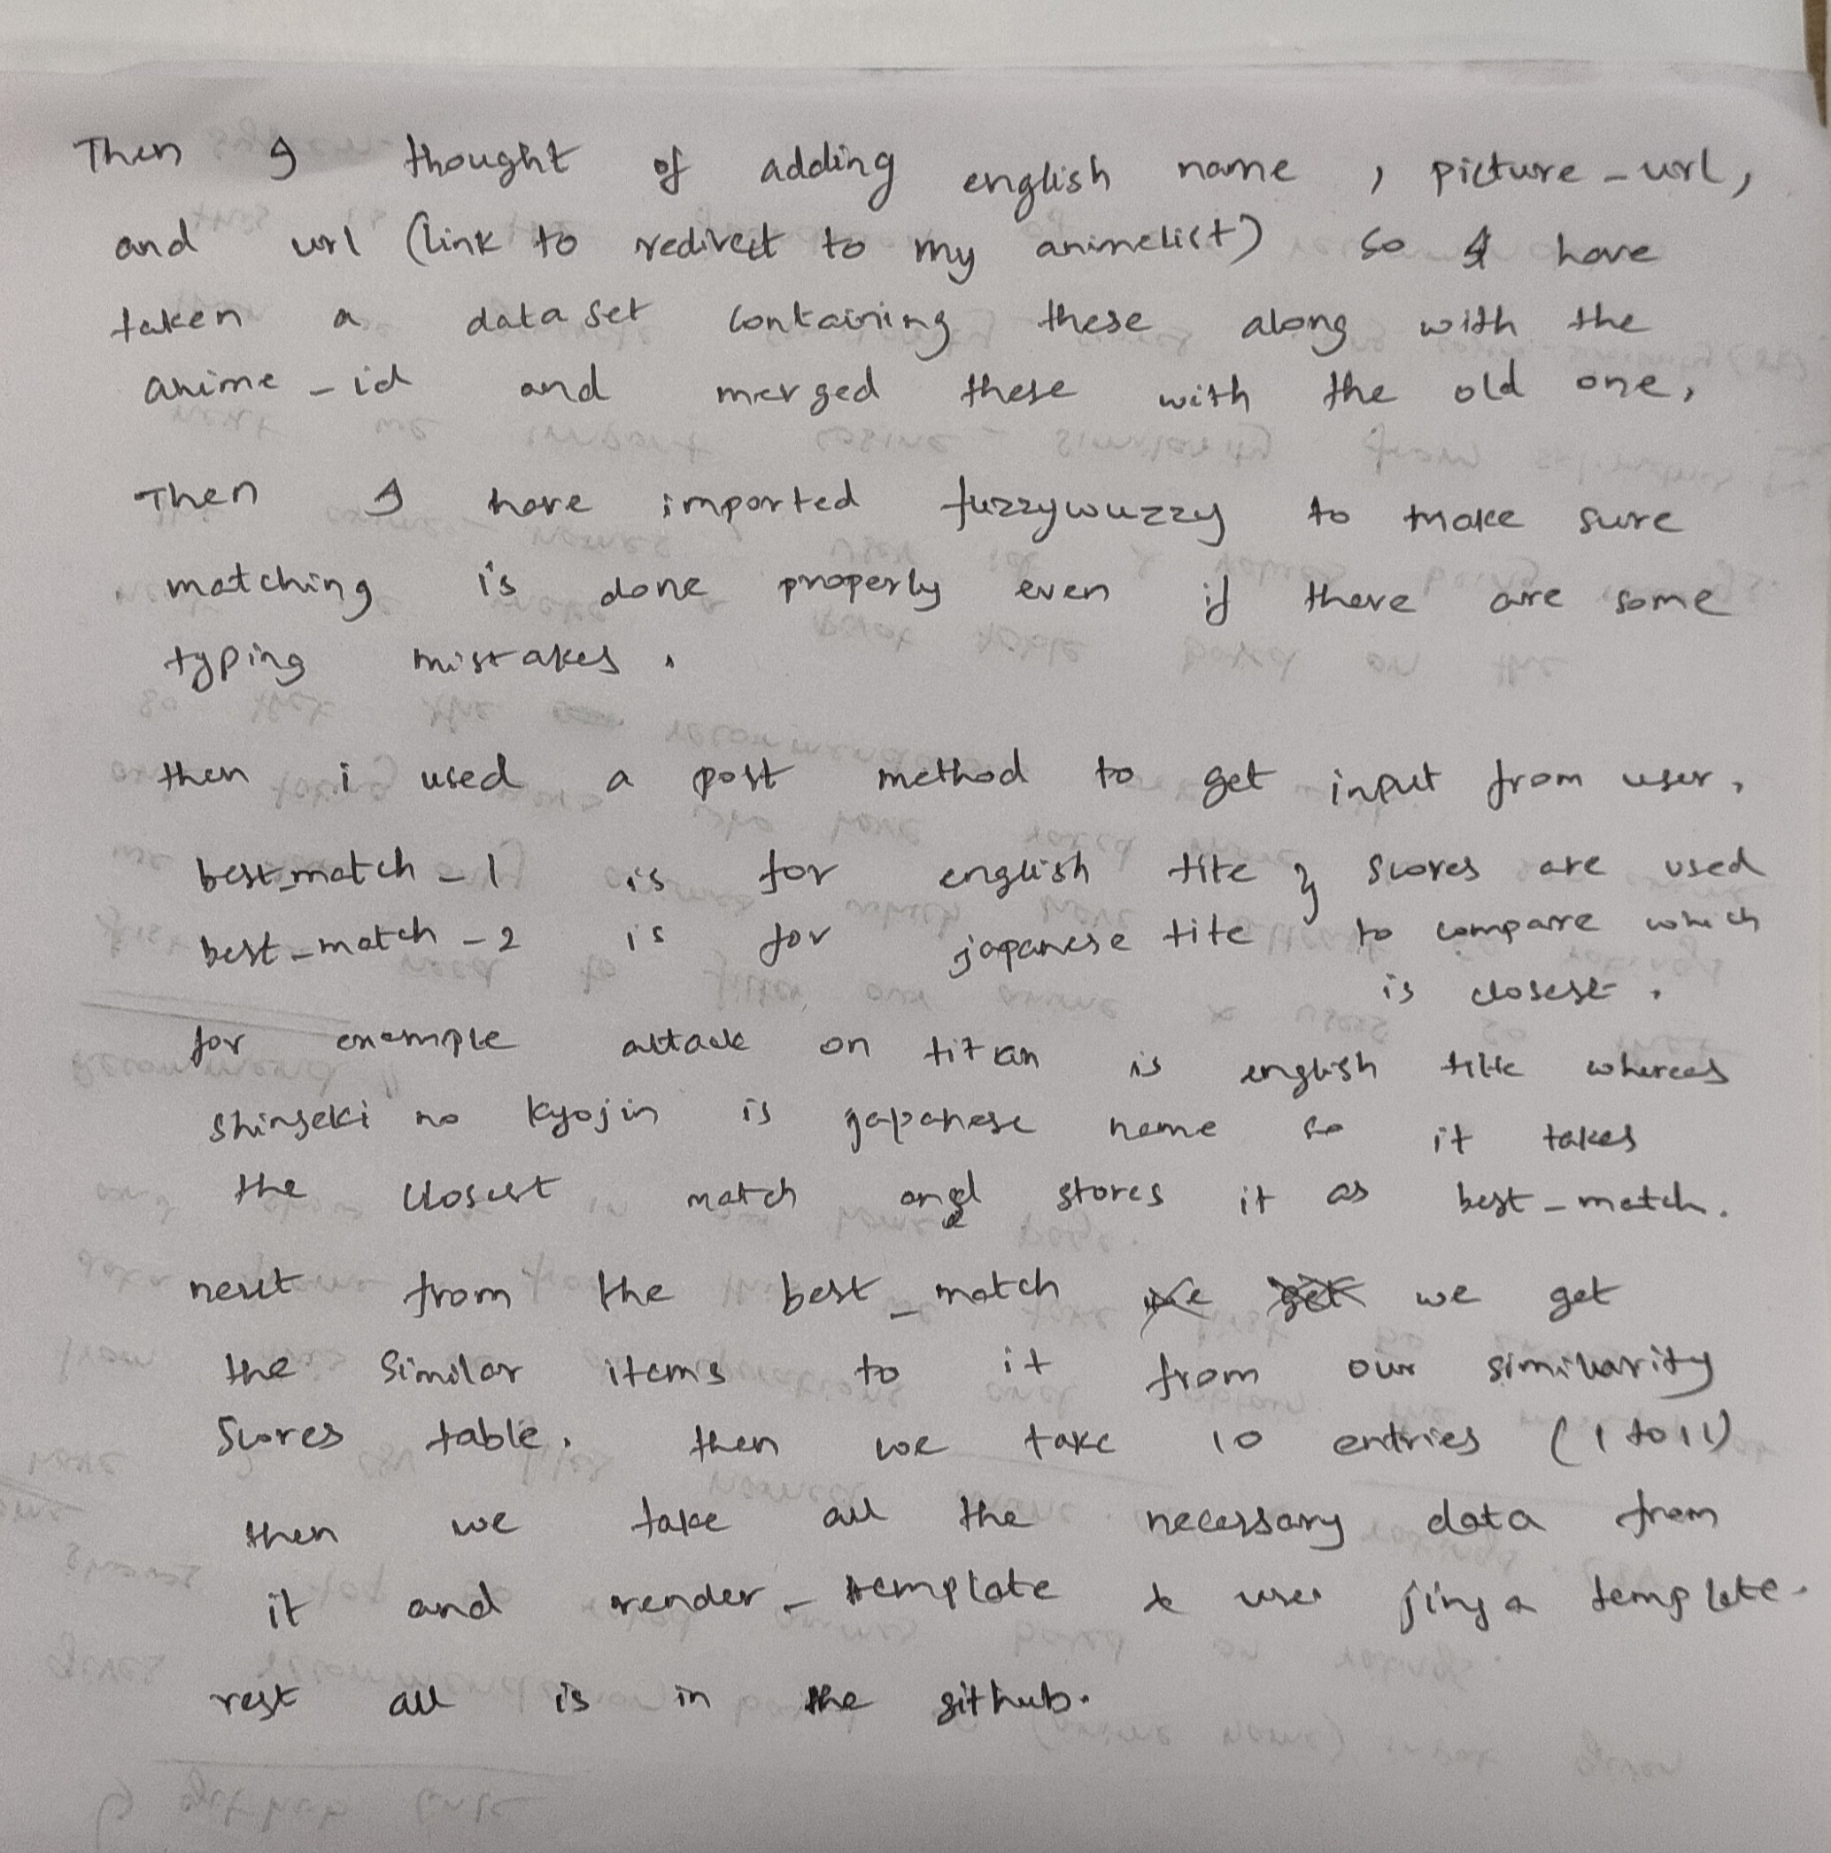 Then I thought of adding english name , picture_url,
and url (link to redirect to my animelist) so I have
taken a data set containing these along with the
anime_id and merged these with the old one,
Then I have imported fuzzywuzzy to make sure
matching is done properly even if there are some
typing mistakes .
then i used a post method to get input from user ,
best_match_1 is for english tite } scores are used
best_match_2 is for japanese tite to compare which
is closest .
for example attack on titan is english title whereas
shingeki no kyojin is japanese name so it takes
the closest match and stores it as best_match.
next from the best_match we get we get
the similar items to it from our similarity
scores table . then we take 10 entries (1 to 11)
then we take all the necessary data from
it and render_template & use jinja template .
rest all is in the github.